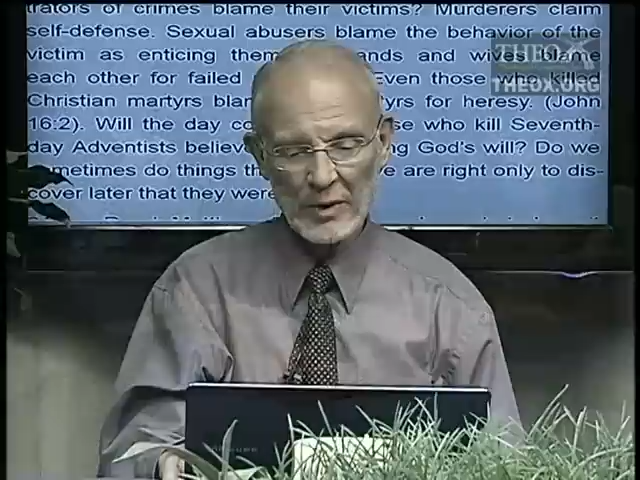 trators of crimes blame their victims? Murderers claim
self-defense. Sexual abusers blame the behavior of the
victim as enticing them ands and wives blame
each other for failed Even those who killed
Christian martyrs blam yrs for heresy. (John
16:2). Will the day co se who kill Seventh-
day Adventists believ ng God's will? Do we
ometimes do things th e are right only to dis-
cover later that they were
THEOX
THEOX.ORG